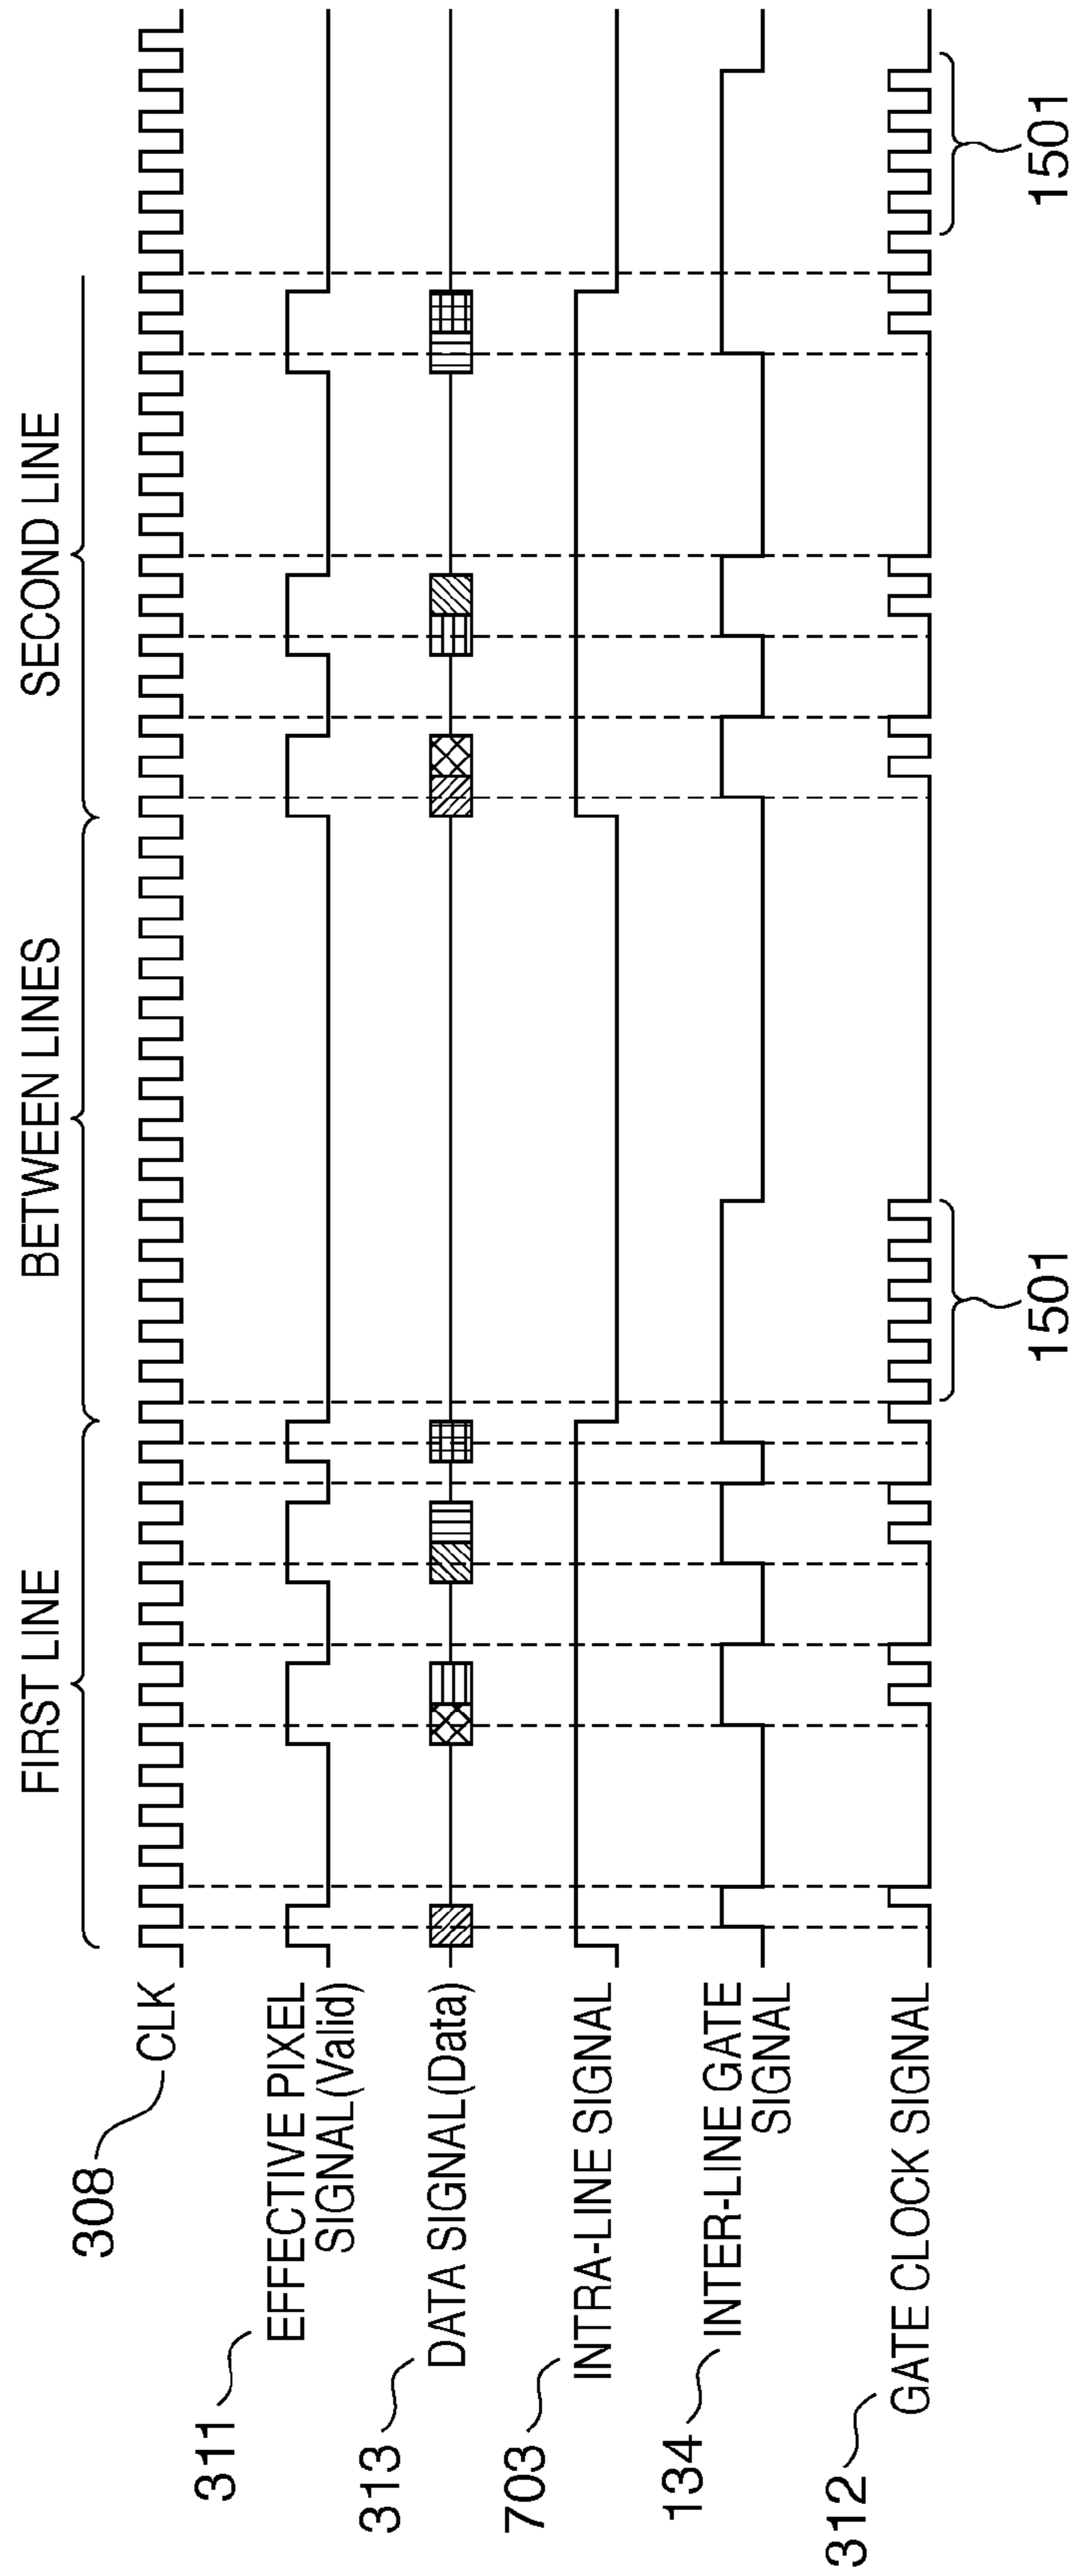 FIRST LINE
BETWEEN LINES
SECOND LINE
308
CLK
311
EFFECTIVE PIXEL
SIGNAL(Valid)
313
DATA SIGNAL(Data)
703
INTRA-LINE SIGNAL
134
INTER-LINE GATE
SIGNAL
312
GATE CLOCK SIGNAL
1501
1501